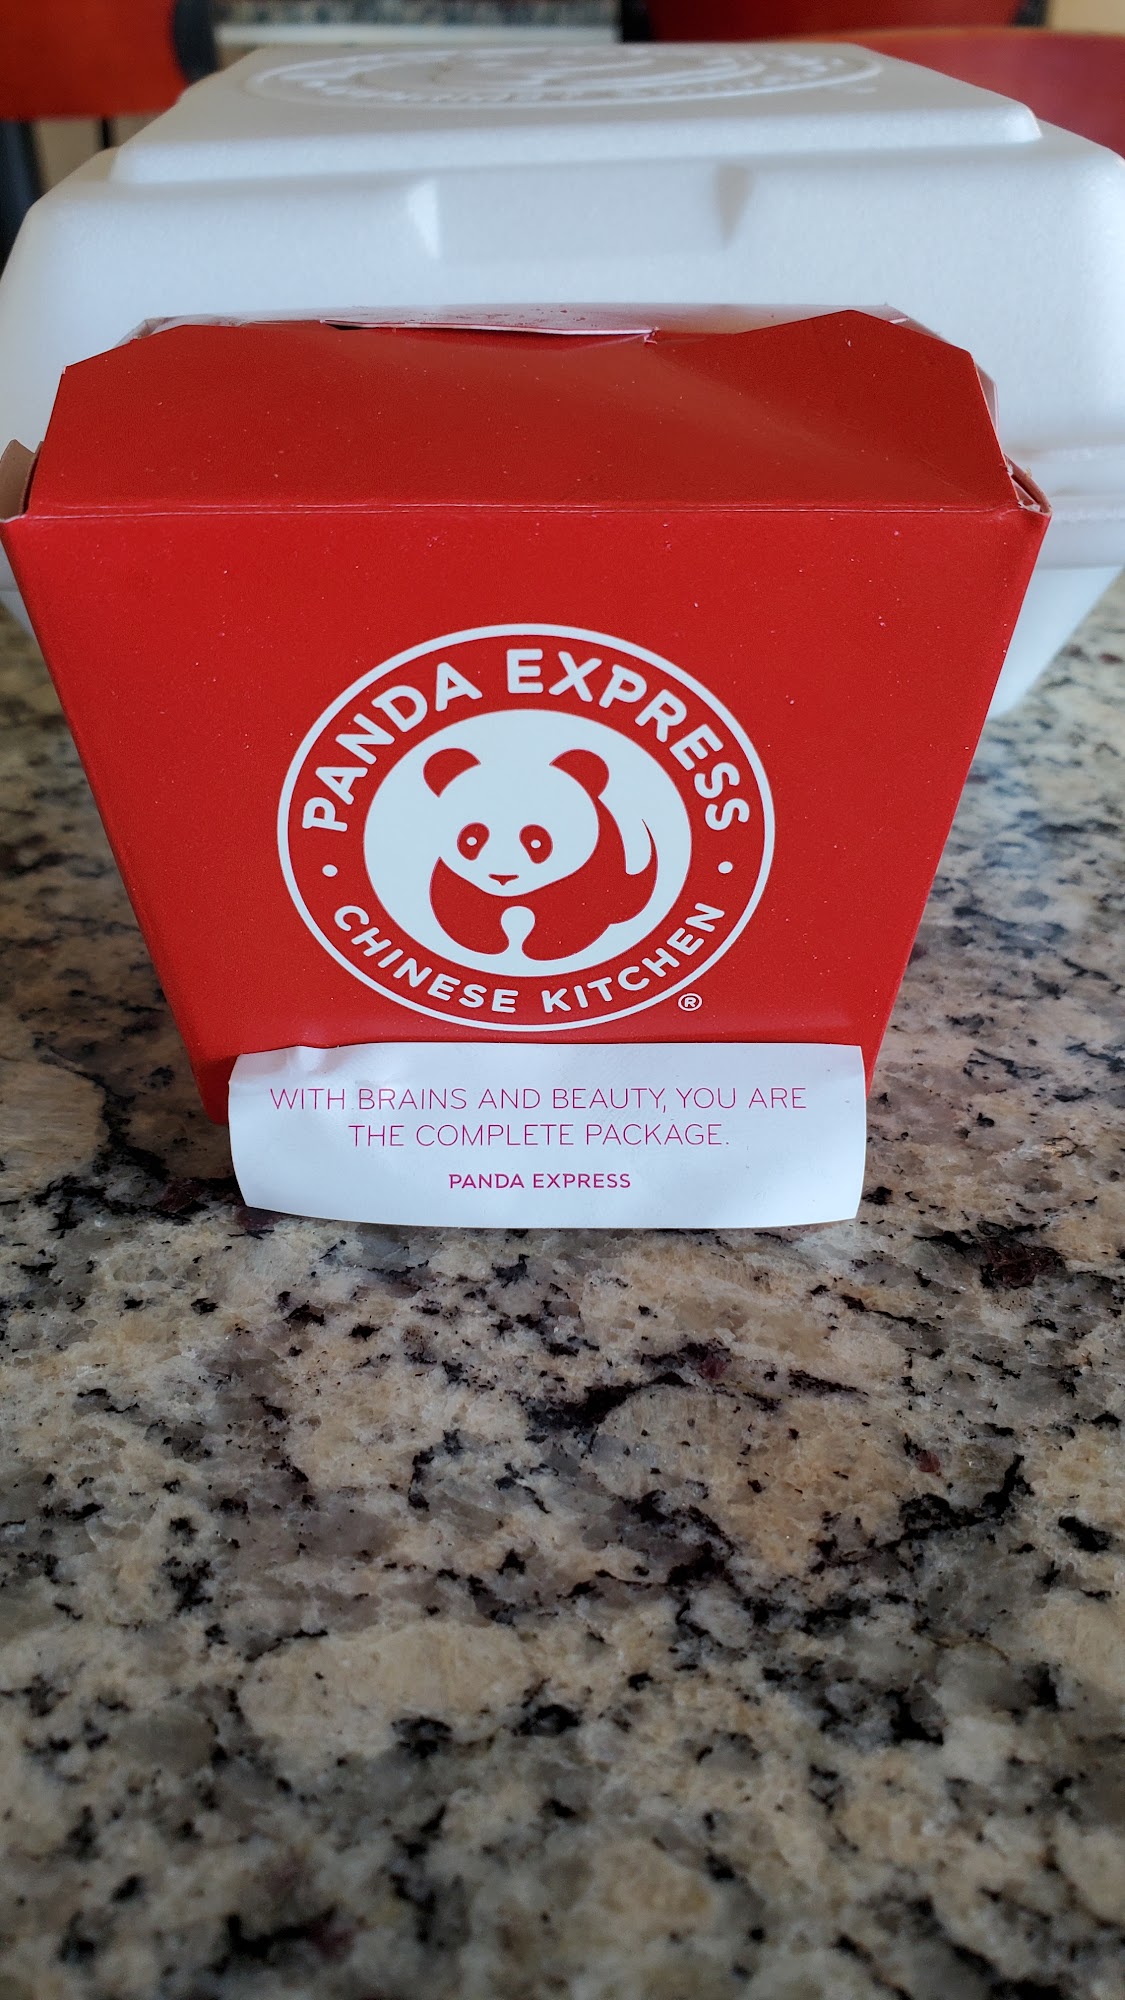 PANDA EXPRESS
CHINESE KITCHEN
®
WITH BRAINS AND BEAUTY, YOU ARE
THE COMPLETE PACKAGE.
PANDA EXPRESS